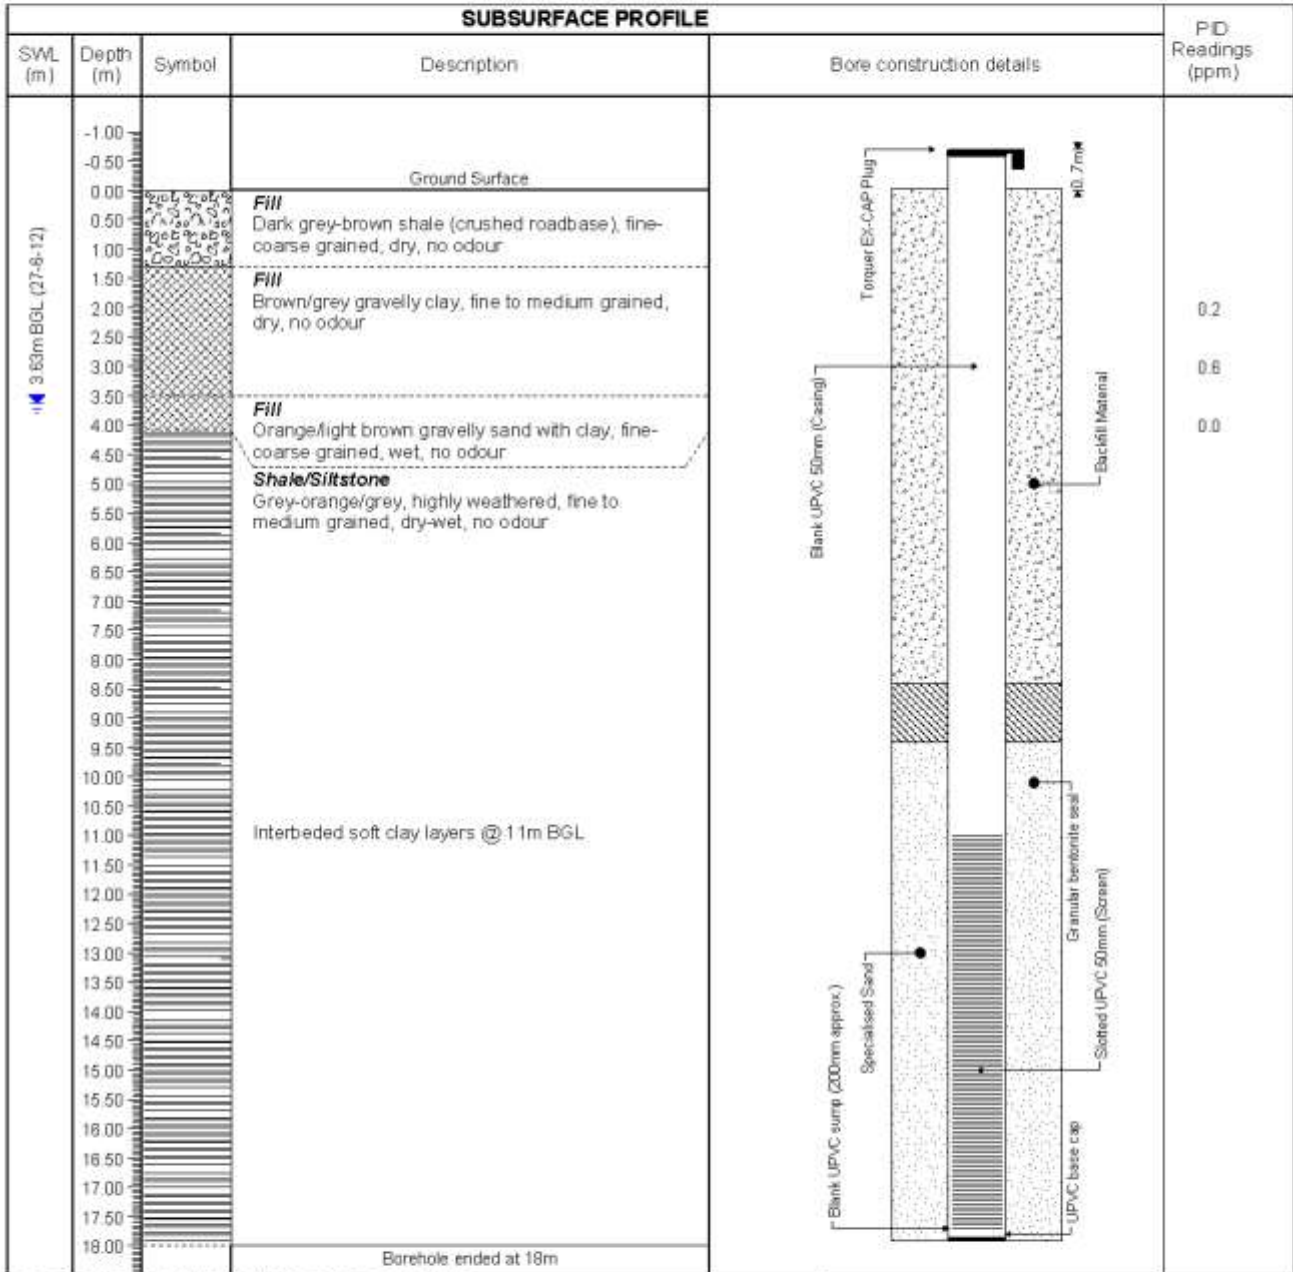 SUBSURFACE PROFILE
SWL
(m)
Depth
(m)
Symbol
Description
Bore construction details
PID
Readings
(ppm)
3.63m BGL (27-6-12)
-1.00
-0.50
0.00
0.50
1.00
1.50
2.00
2.50
3.00
3.50
4.00
4.50
5.00
5.50
6.00
6.50
7.00
7.50
8.00
8.50
9.00
9.50
10.00
10.50
11.00
11.50
12.00
12.50
13.00
13.50
14.00
14.50
15.00
15.50
16.00
16.50
17.00
17.50
18.00
Ground Surface
Fill
Dark grey-brown shale (crushed roadbase), fine-
coarse grained, dry, no odour
Fill
Brown/grey gravelly clay, fine to medium grained,
dry, no odour
Fill
Orange/light brown gravelly sand with clay, fine-
coarse grained, wet, no odour
Shale/Siltstone
Grey-orange/grey, highly weathered, fine to
medium grained, dry-wet, no odour
Interbeded soft clay layers @ 11m BGL
Borehole ended at 18m
Torquer EX-CAP Plug
0.7m
Blank UPVC 50mm (Casing)
Backfill Material
Granular bentonite seal
Specialised Sand
Slotted UPVC 50mm (Screen)
Blank UPVC sump (200mm approx.)
UPVC base cap
0.2
0.6
0.0